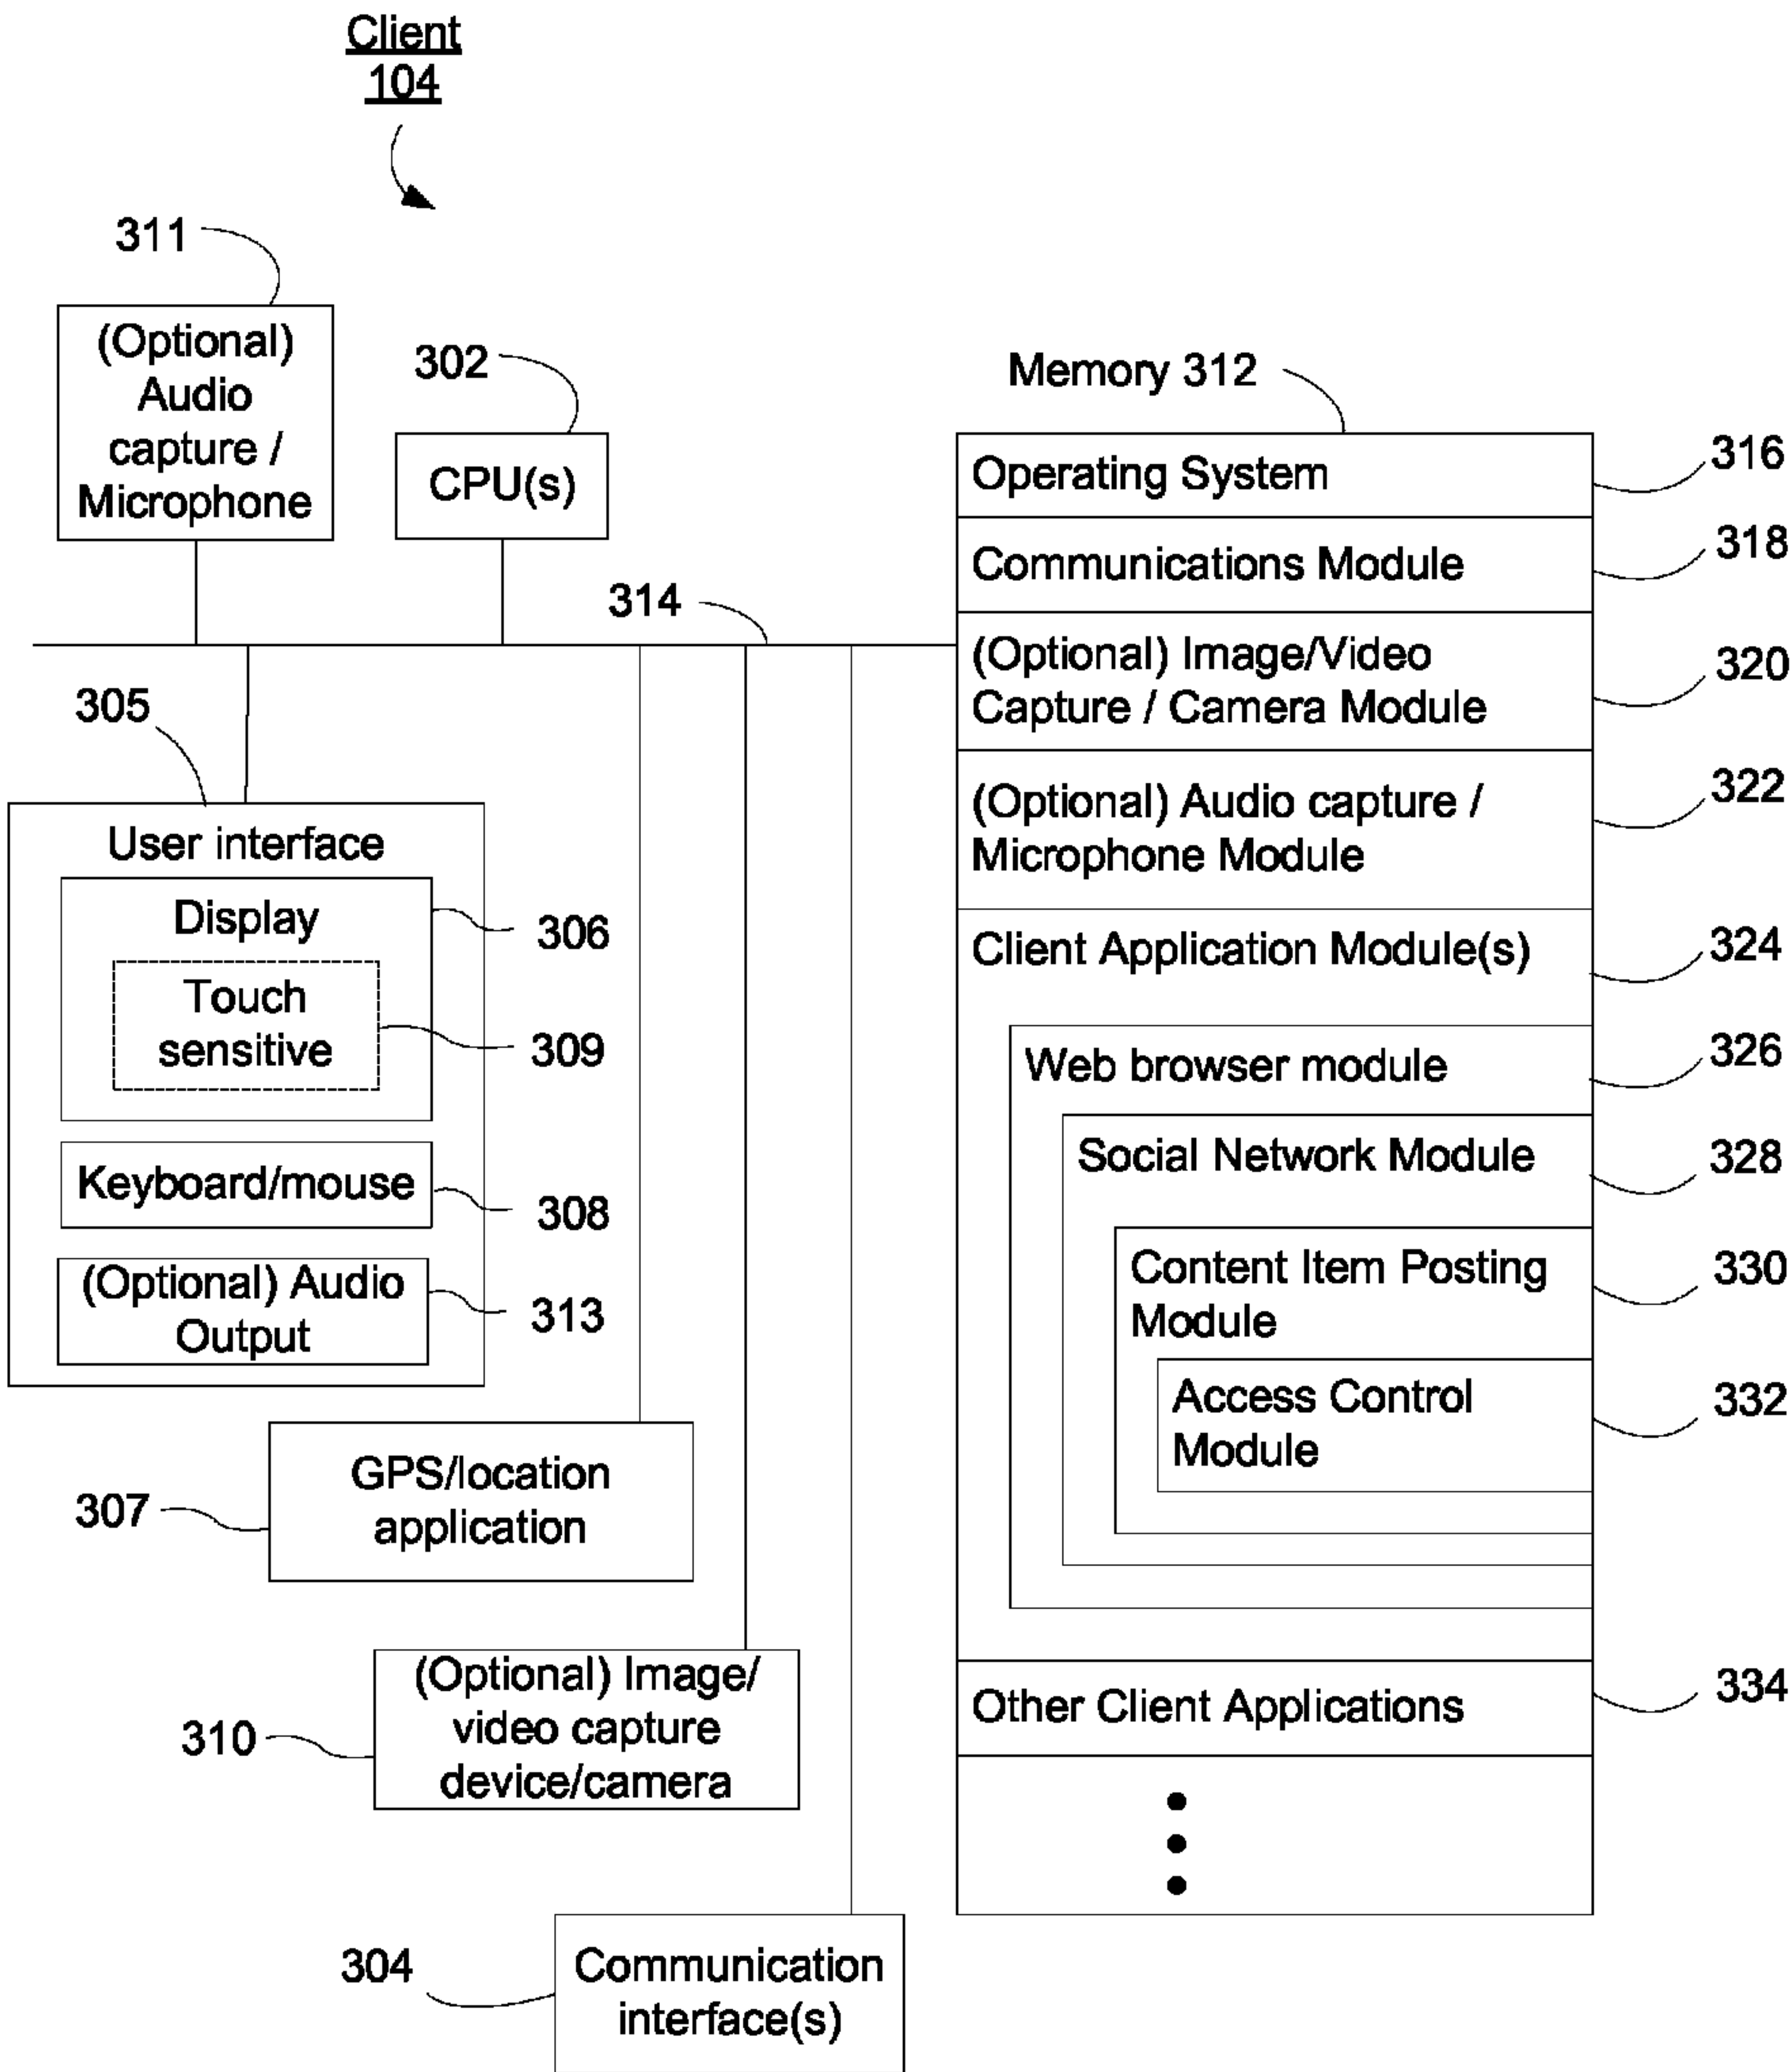 Client
104
311
(Optional)
Audio
capture /
Microphone
302
CPU(s)
314
305
User interface
Display
306
Touch
sensitive
309
Keyboard/mouse
308
(Optional) Audio
Output
313
GPS/location
application
307
(Optional) Image/
video capture
device/camera
310
Communication
interface(s)
304
Memory 312
Operating System
316
Communications Module
318
(Optional) Image/Video
Capture / Camera Module
320
(Optional) Audio capture /
Microphone Module
322
Client Application Module(s)
324
Web browser module
326
Social Network Module
328
Content Item Posting
Module
330
Access Control
Module
332
Other Client Applications
334